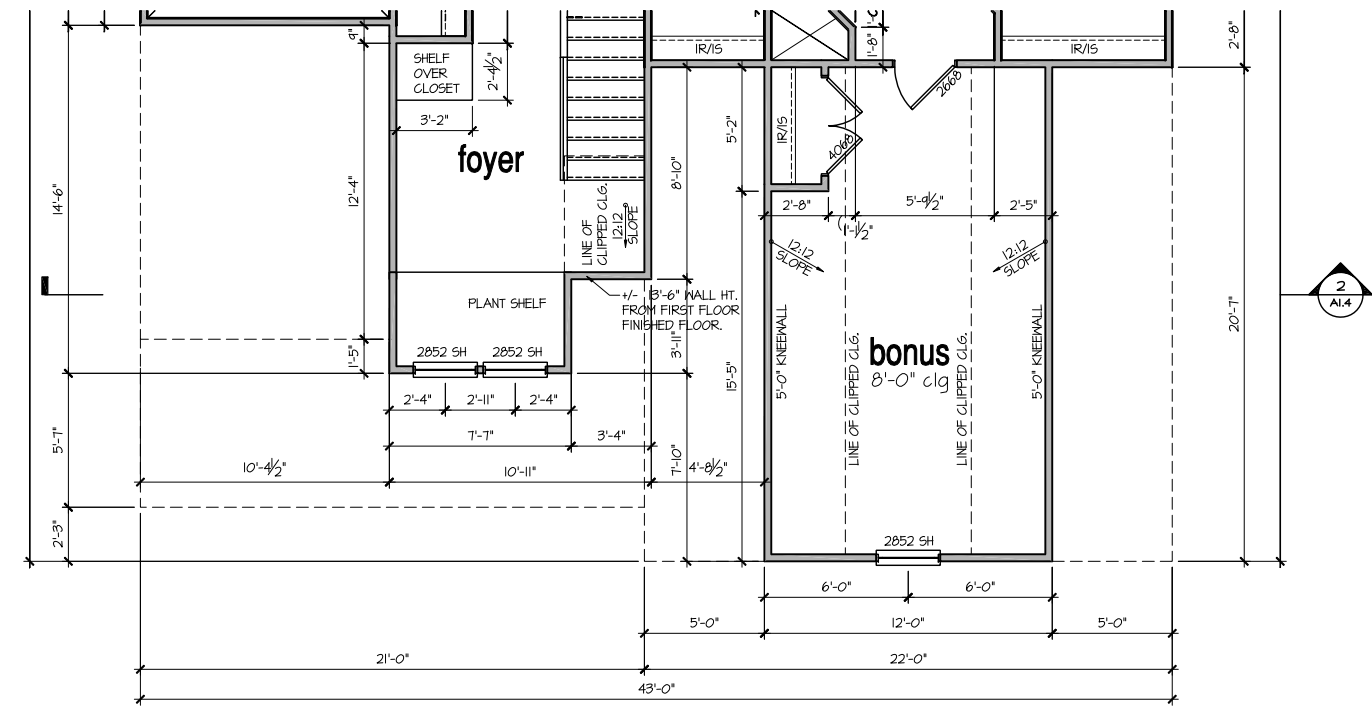 9"
SHELF
OVER
CLOSET
2'-4½"
3'-2"
foyer
14'-6"
12'-4"
LINE OF
CLIPPED CLG.
12:12
SLOPE
PLANT SHELF
+/- 13'-6" WALL HT.
FROM FIRST FLOOR
FINISHED FLOOR.
1'-5"
2852 SH
2852 SH
2'-4"
2'-11"
2'-4"
7'-7"
3'-4"
10'-4½"
10'-11"
4'-8½"
5'-7"
2'-3"
8'-10"
3'-11"
7'-10"
5'-2"
15'-5"
IR/IS
IR/IS
IR/IS
1'-8"
2'-8"
2668
4068
2'-8"
1'-1½"
5'-9½"
2'-5"
12:12
SLOPE
12:12
SLOPE
5'-0" KNEEWALL
LINE OF CLIPPED CLG.
bonus
8'-0" clg
LINE OF CLIPPED CLG.
5'-0" KNEEWALL
20'-7"
2
A1.4
2852 SH
6'-0"
6'-0"
5'-0"
12'-0"
5'-0"
21'-0"
22'-0"
43'-0"